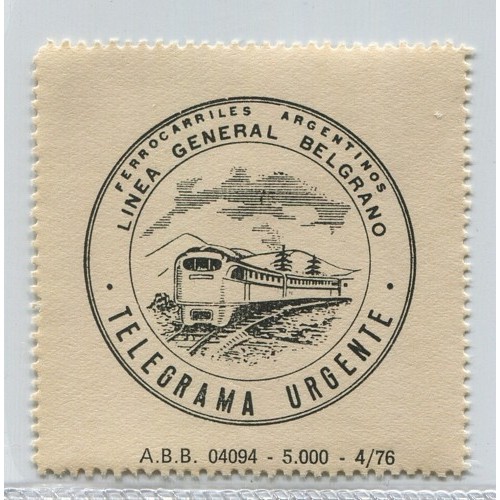 FERROCARRILES ARGENTINOS
LINEA GENERAL BELGRANO
• TELEGRAMA URGENTE •
A.B.B. 04094 - 5.000 - 4/76